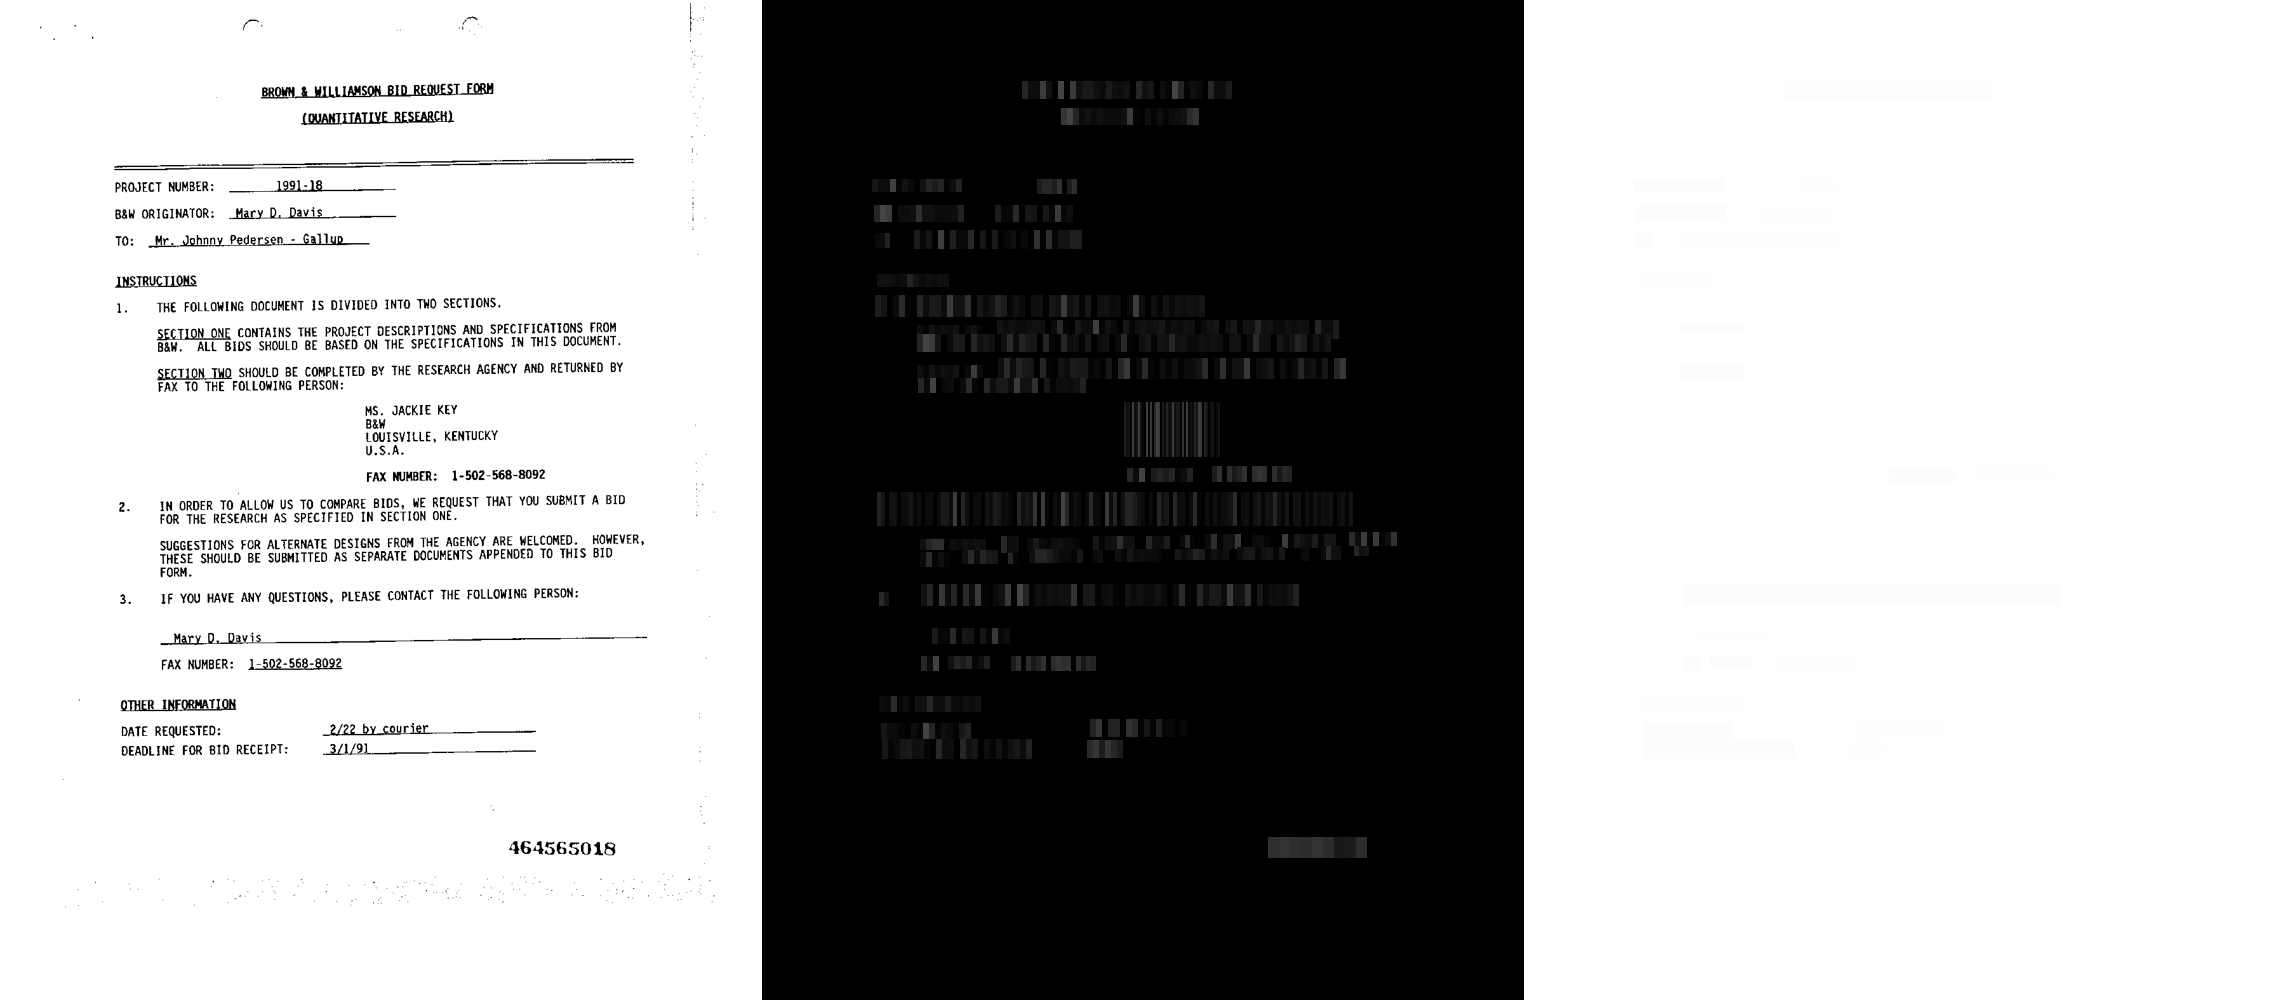 BROWN & WILLIAMSON BID REQUEST FORM
(QUANTITATIVE RESEARCH)
PROJECT NUMBER: 1991-18
B&W ORIGINATOR: Mary D. Davis
TO: Mr. Johnny Pedersen - Gallup
INSTRUCTIONS
1. THE FOLLOWING DOCUMENT IS DIVIDED INTO TWO SECTIONS.
SECTION ONE CONTAINS THE PROJECT DESCRIPTIONS AND SPECIFICATIONS FROM
B&W. ALL BIDS SHOULD BE BASED ON THE SPECIFICATIONS IN THIS DOCUMENT.
SECTION TWO SHOULD BE COMPLETED BY THE RESEARCH AGENCY AND RETURNED BY
FAX TO THE FOLLOWING PERSON:
MS. JACKIE KEY
B&W
LOUISVILLE, KENTUCKY
U.S.A.
FAX NUMBER: 1-502-568-8092
2. IN ORDER TO ALLOW US TO COMPARE BIDS, WE REQUEST THAT YOU SUBMIT A BID
FOR THE RESEARCH AS SPECIFIED IN SECTION ONE.
SUGGESTIONS FOR ALTERNATE DESIGNS FROM THE AGENCY ARE WELCOMED. HOWEVER,
THESE SHOULD BE SUBMITTED AS SEPARATE DOCUMENTS APPENDED TO THIS BID
FORM.
3. IF YOU HAVE ANY QUESTIONS, PLEASE CONTACT THE FOLLOWING PERSON:
Mary D. Davis
FAX NUMBER: 1-502-568-8092
OTHER INFORMATION
DATE REQUESTED: 2/22 by courier
DEADLINE FOR BID RECEIPT: 3/1/91
464565018